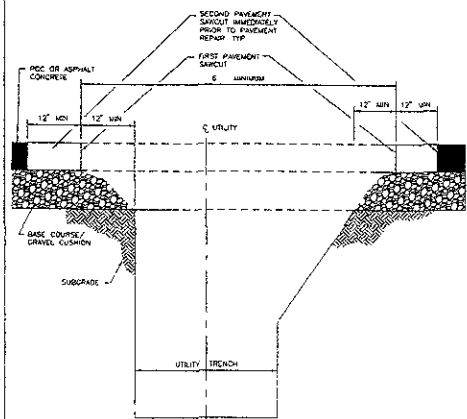 SECOND PAVEMENT
SAWCUT IMMEDIATELY
PRIOR TO PAVEMENT
REPAIR TYP
FIRST PAVEMENT
SAWCUT
PCC OR ASPHALT
CONCRETE
6' MINIMUM
12" MIN
12" MIN
12" MIN
12" MIN
℄ UTILITY
BASE COURSE/
GRAVEL CUSHION
SUBGRADE
UTILITY TRENCH